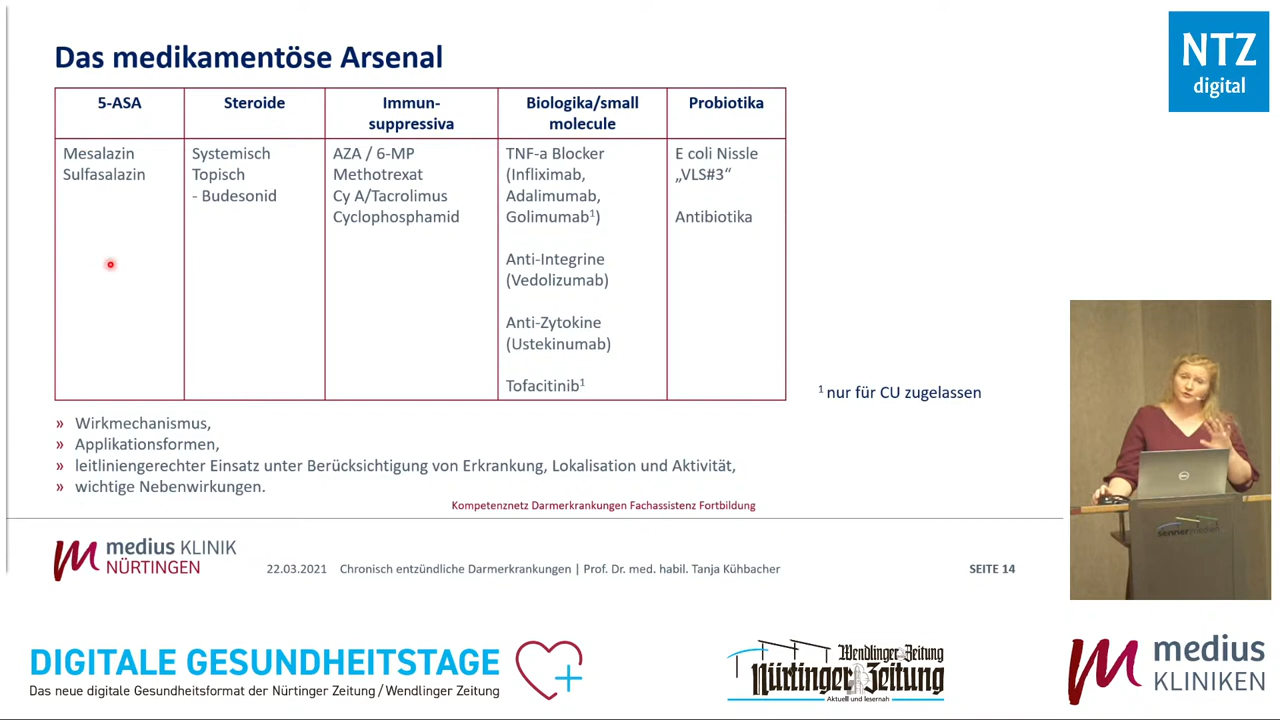 Das medikamentöse Arsenal
NTZ
digital
5-ASA
Steroide
Immun-
suppressiva
Biologika/small
molecule
Probiotika
Mesalazin
Sulfasalazin
Systemisch
Topisch
- Budesonid
AZA / 6-MP
Methotrexat
Cy A/Tacrolimus
Cyclophosphamid
TNF-a Blocker
(Infliximab,
Adalimumab,
Golimumab¹)
Anti-Integrine
(Vedolizumab)
Anti-Zytokine
(Ustekinumab)
Tofacitinib¹
E coli Nissle
„VLS#3“
Antibiotika
¹ nur für CU zugelassen
» Wirkmechanismus,
» Applikationsformen,
» leitliniengerechter Einsatz unter Berücksichtigung von Erkrankung, Lokalisation und Aktivität,
» wichtige Nebenwirkungen.
Kompetenznetz Darmerkrankungen Fachassistenz Fortbildung
medius KLINIK
NÜRTINGEN
22.03.2021 Chronisch entzündliche Darmerkrankungen | Prof. Dr. med. habil. Tanja Kühbacher
SEITE 14
DELL
sennermedien
DIGITALE GESUNDHEITSTAGE
Das neue digitale Gesundheitsformat der Nürtinger Zeitung / Wendlinger Zeitung
Wendlinger Zeitung
Nürtinger Zeitung
Aktuell und lesernah
medius
KLINIKEN